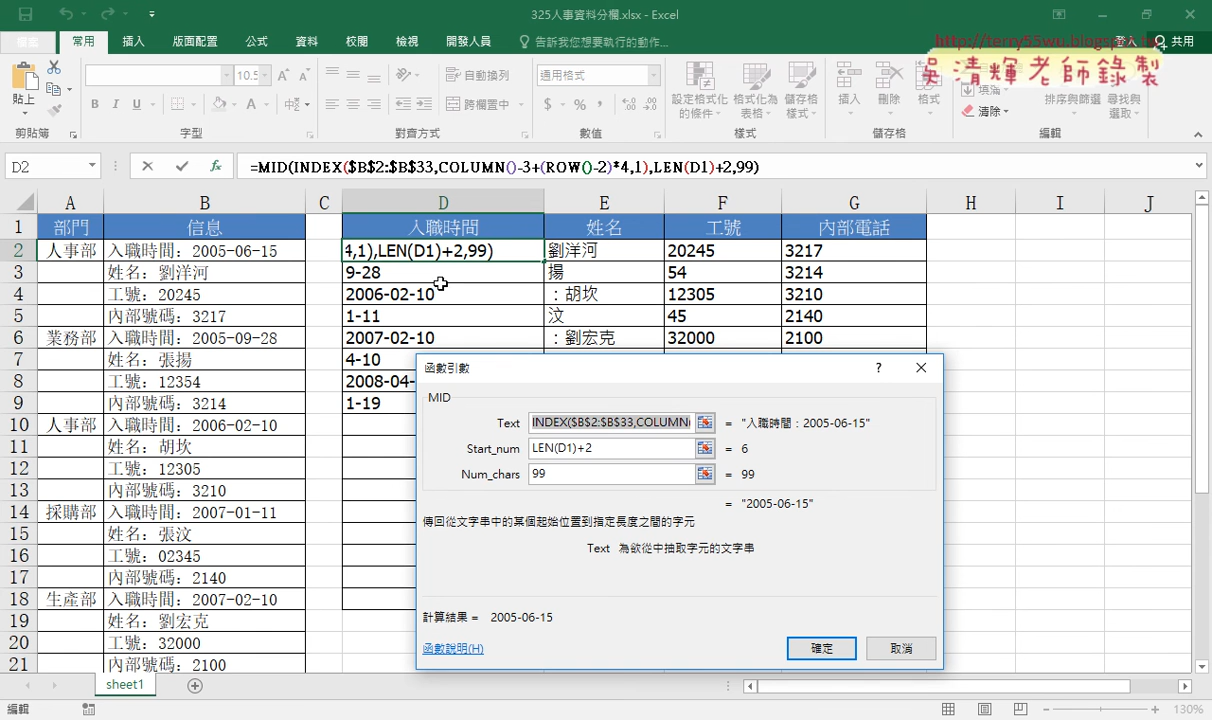 325人事資料分欄.xlsx - Excel
檔案 常用 插入 版面配置 公式 資料 校閱 檢視 開發人員 告訴我您想要執行的動作... 登入 共用
http://terry55wu.blogspot.tw
吳清輝老師錄製
貼上 10.5 自動換列 通用格式 設定格式化的條件 格式化為表格 儲存格樣式 插入 刪除 格式 填滿 排序與篩選 尋找與選取
B I U 跨欄置中 清除
剪貼簿 字型 對齊方式 數值 樣式 儲存格 編輯
D2 =MID(INDEX($B$2:$B$33,COLUMN()-3+(ROW()-2)*4,1),LEN(D1)+2,99)
A B C D E F G H I J
1 部門 信息 入職時間 姓名 工號 內部電話
2 人事部 入職時間：2005-06-15 4,1),LEN(D1)+2,99) 劉洋河 20245 3217
3 姓名：劉洋河 9-28 揚 54 3214
4 工號：20245 2006-02-10 ：胡坎 12305 3210
5 內部號碼：3217 1-11 汶 45 2140
6 業務部 入職時間：2005-09-28 2007-02-10 ：劉宏克 32000 2100
7 姓名：張揚 4-10
8 工號：12354 2008-04-
9 內部號碼：3214 1-19
10 人事部 入職時間：2006-02-10
11 姓名：胡坎
12 工號：12305
13 內部號碼：3210
14 採購部 入職時間：2007-01-11
15 姓名：張汶
16 工號：02345
17 內部號碼：2140
18 生產部 入職時間：2007-02-10
19 姓名：劉宏克
20 工號：32000
21 內部號碼：2100
函數引數 ?
MID
Text INDEX($B$2:$B$33,COLUMN( = "入職時間：2005-06-15"
Start_num LEN(D1)+2 = 6
Num_chars 99 = 99
= "2005-06-15"
傳回從文字串中的某個起始位置到指定長度之間的字元
Text 為欲從中抽取字元的文字串
計算結果 = 2005-06-15
函數說明(H) 確定 取消
sheet1
編輯 130%